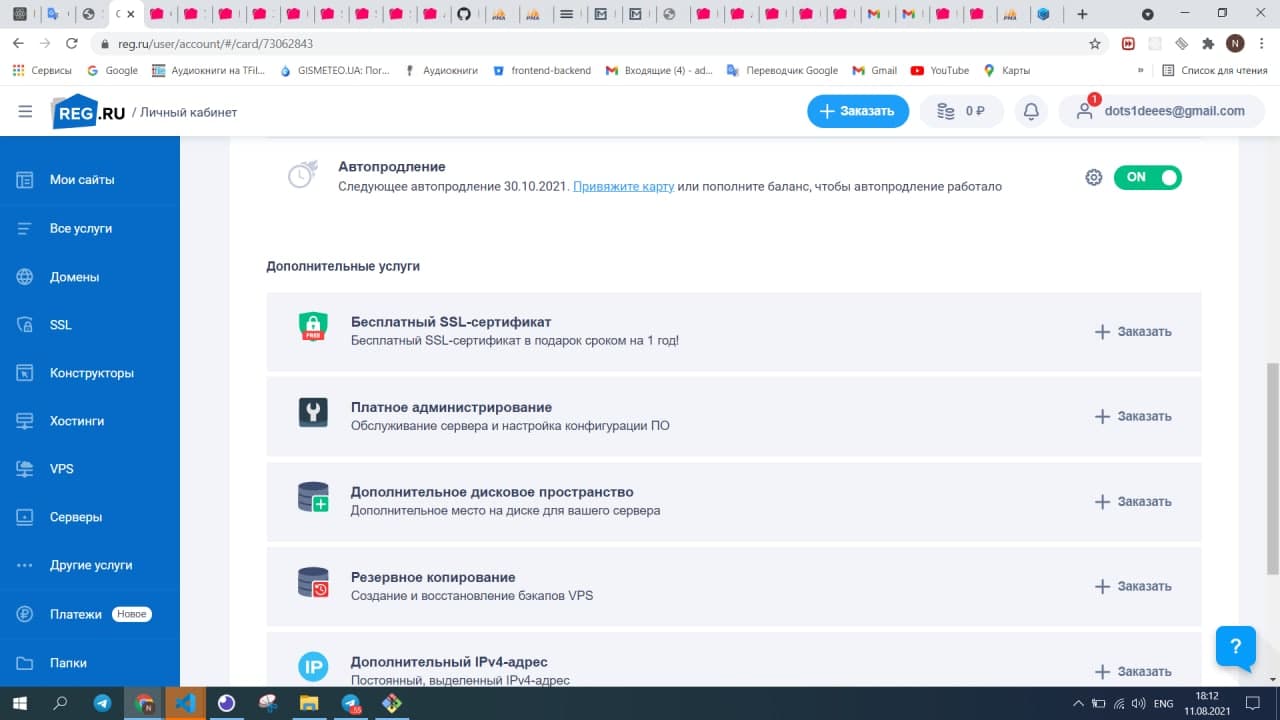 reg.ru/user/account/#/card/73062843
N
Сервисы
Google
Аудиокниги на TFil...
GISMETEO.UA: Пог...
Аудиокниги
frontend-backend
Входящие (4) - ad...
Переводчик Google
Gmail
YouTube
Карты
»
Список для чтения
REG.RU / Личный кабинет
Заказать
0 ₽
1
dots1deees@gmail.com
Мои сайты
Все услуги
Домены
SSL
Конструкторы
Хостинги
VPS
Серверы
Другие услуги
Платежи Новое
Папки
Автопродление
Следующее автопродление 30.10.2021. Привяжите карту или пополните баланс, чтобы автопродление работало
ON
Дополнительные услуги
FREE
Бесплатный SSL-сертификат
Бесплатный SSL-сертификат в подарок сроком на 1 год!
Заказать
Платное администрирование
Обслуживание сервера и настройка конфигурации ПО
Заказать
Дополнительное дисковое пространство
Дополнительное место на диске для вашего сервера
Заказать
Резервное копирование
Создание и восстановление бэкапов VPS
Заказать
IP
Дополнительный IPv4-адрес
Постоянный, выделенный IPv4-адрес
Заказать
?
ENG
18:12
11.08.2021